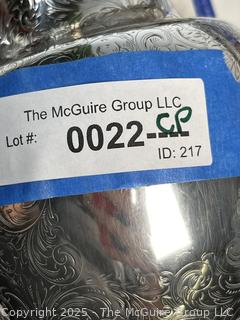 The McGuire Group LLC
Lot #: 0022-CP
ID: 217
Copyright 2025 - The McGuire Group LLC